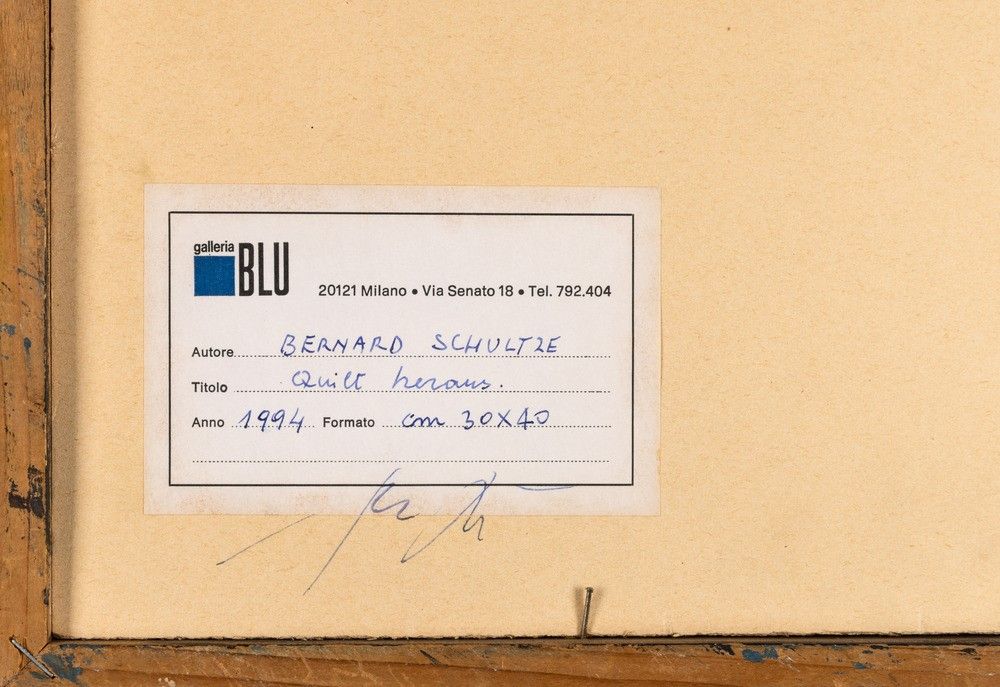 galleria
BLU
20121 Milano • Via Senato 18 • Tel. 792.404
Autore BERNARD SCHULTZE
Titolo Quilt heraus.
Anno 1994 Formato cm 30X40